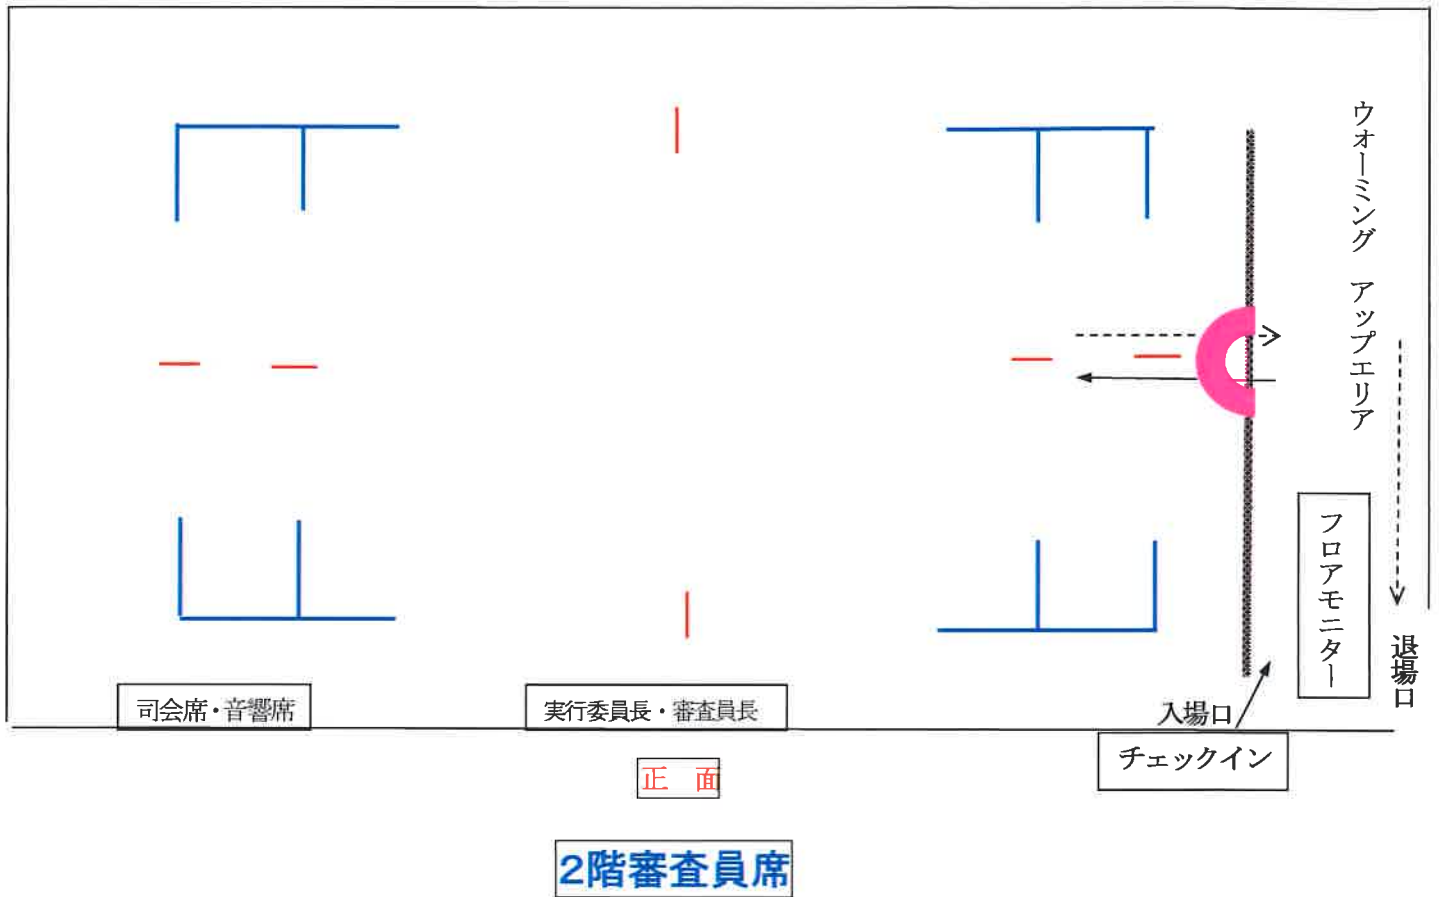 ウオーミング アップエリア
フロアモニター
退場口
司会席・音響席
実行委員長・審査員長
入場口
チェックイン
正 面
2階審査員席